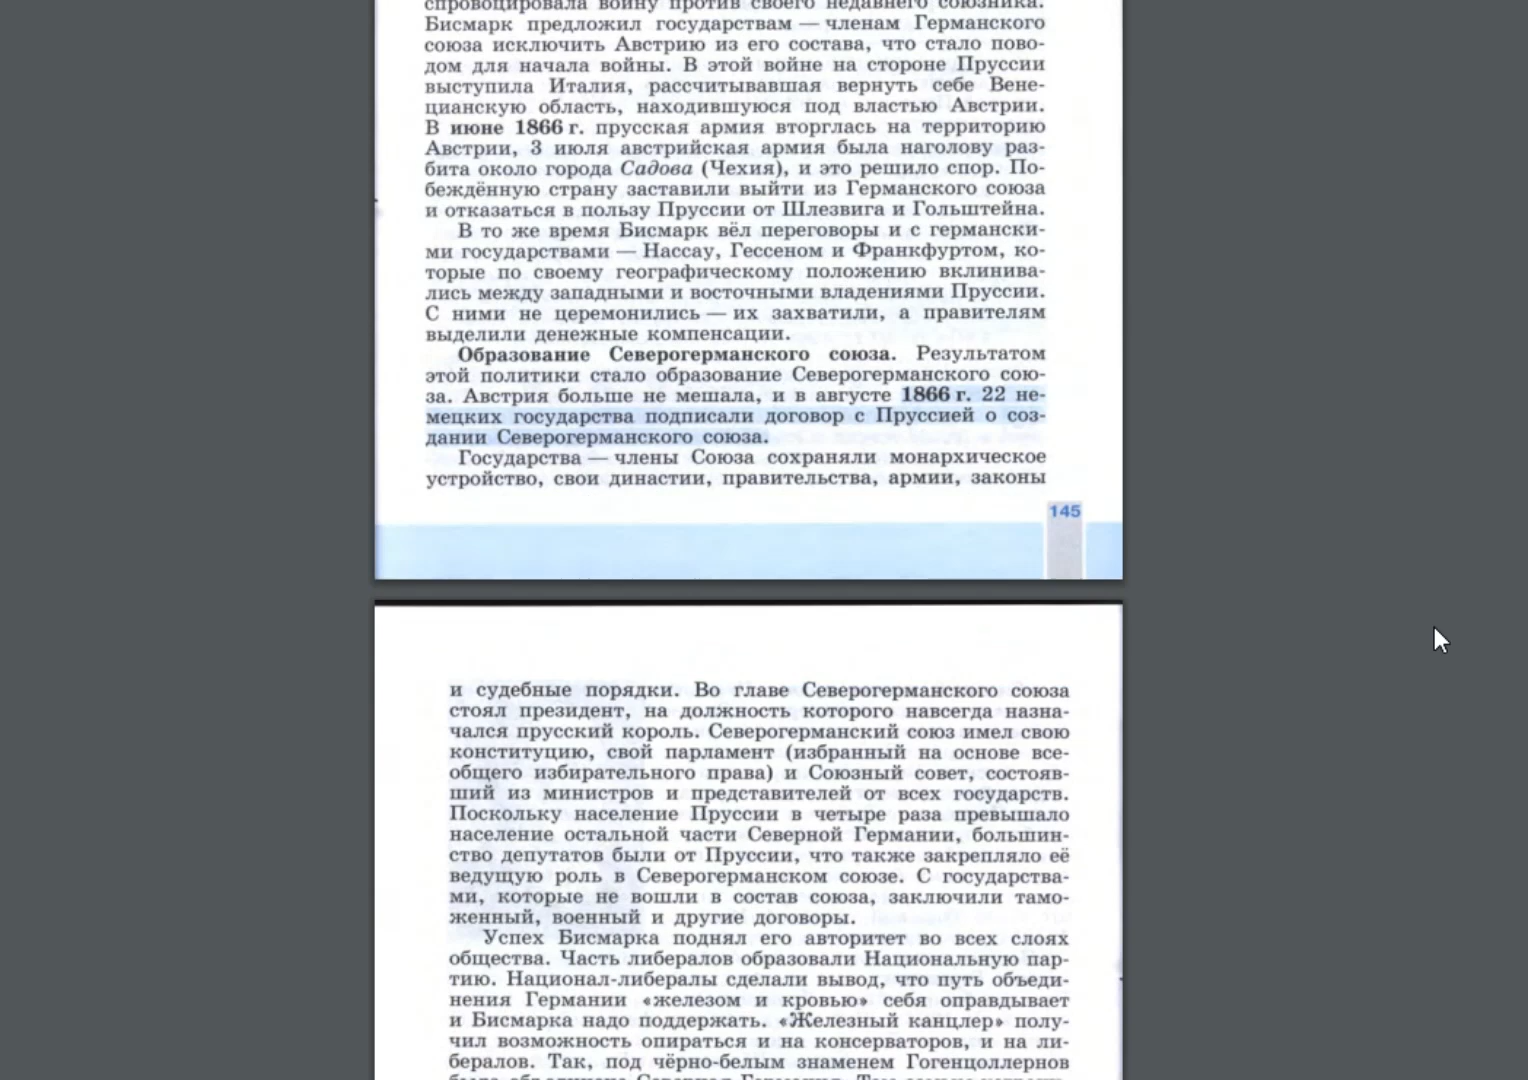 спровоцировала войну против своего недавнего союзника.
Бисмарк предложил государствам — членам Германского
союза исключить Австрию из его состава, что стало пово-
дом для начала войны. В этой войне на стороне Пруссии
выступила Италия, рассчитывавшая вернуть себе Вене-
цианскую область, находившуюся под властью Австрии.
В июне 1866 г. прусская армия вторглась на территорию
Австрии, 3 июля австрийская армия была наголову раз-
бита около города Садова (Чехия), и это решило спор. По-
беждённую страну заставили выйти из Германского союза
и отказаться в пользу Пруссии от Шлезвига и Гольштейна.
В то же время Бисмарк вёл переговоры и с германски-
ми государствами — Нассау, Гессеном и Франкфуртом, ко-
торые по своему географическому положению вклинива-
лись между западными и восточными владениями Пруссии.
С ними не церемонились — их захватили, а правителям
выделили денежные компенсации.
Образование Северогерманского союза. Результатом
этой политики стало образование Северогерманского сою-
за. Австрия больше не мешала, и в августе 1866 г. 22 не-
мецких государства подписали договор с Пруссией о соз-
дании Северогерманского союза.
Государства — члены Союза сохраняли монархическое
устройство, свои династии, правительства, армии, законы
145
и судебные порядки. Во главе Северогерманского союза
стоял президент, на должность которого навсегда назна-
чался прусский король. Северогерманский союз имел свою
конституцию, свой парламент (избранный на основе все-
общего избирательного права) и Союзный совет, состояв-
ший из министров и представителей от всех государств.
Поскольку население Пруссии в четыре раза превышало
население остальной части Северной Германии, большин-
ство депутатов были от Пруссии, что также закрепляло её
ведущую роль в Северогерманском союзе. С государства-
ми, которые не вошли в состав союза, заключили тамо-
женный, военный и другие договоры.
Успех Бисмарка поднял его авторитет во всех слоях
общества. Часть либералов образовали Национальную пар-
тию. Национал-либералы сделали вывод, что путь объеди-
нения Германии «железом и кровью» себя оправдывает
и Бисмарка надо поддержать. «Железный канцлер» полу-
чил возможность опираться и на консерваторов, и на ли-
бералов. Так, под чёрно-белым знаменем Гогенцоллернов